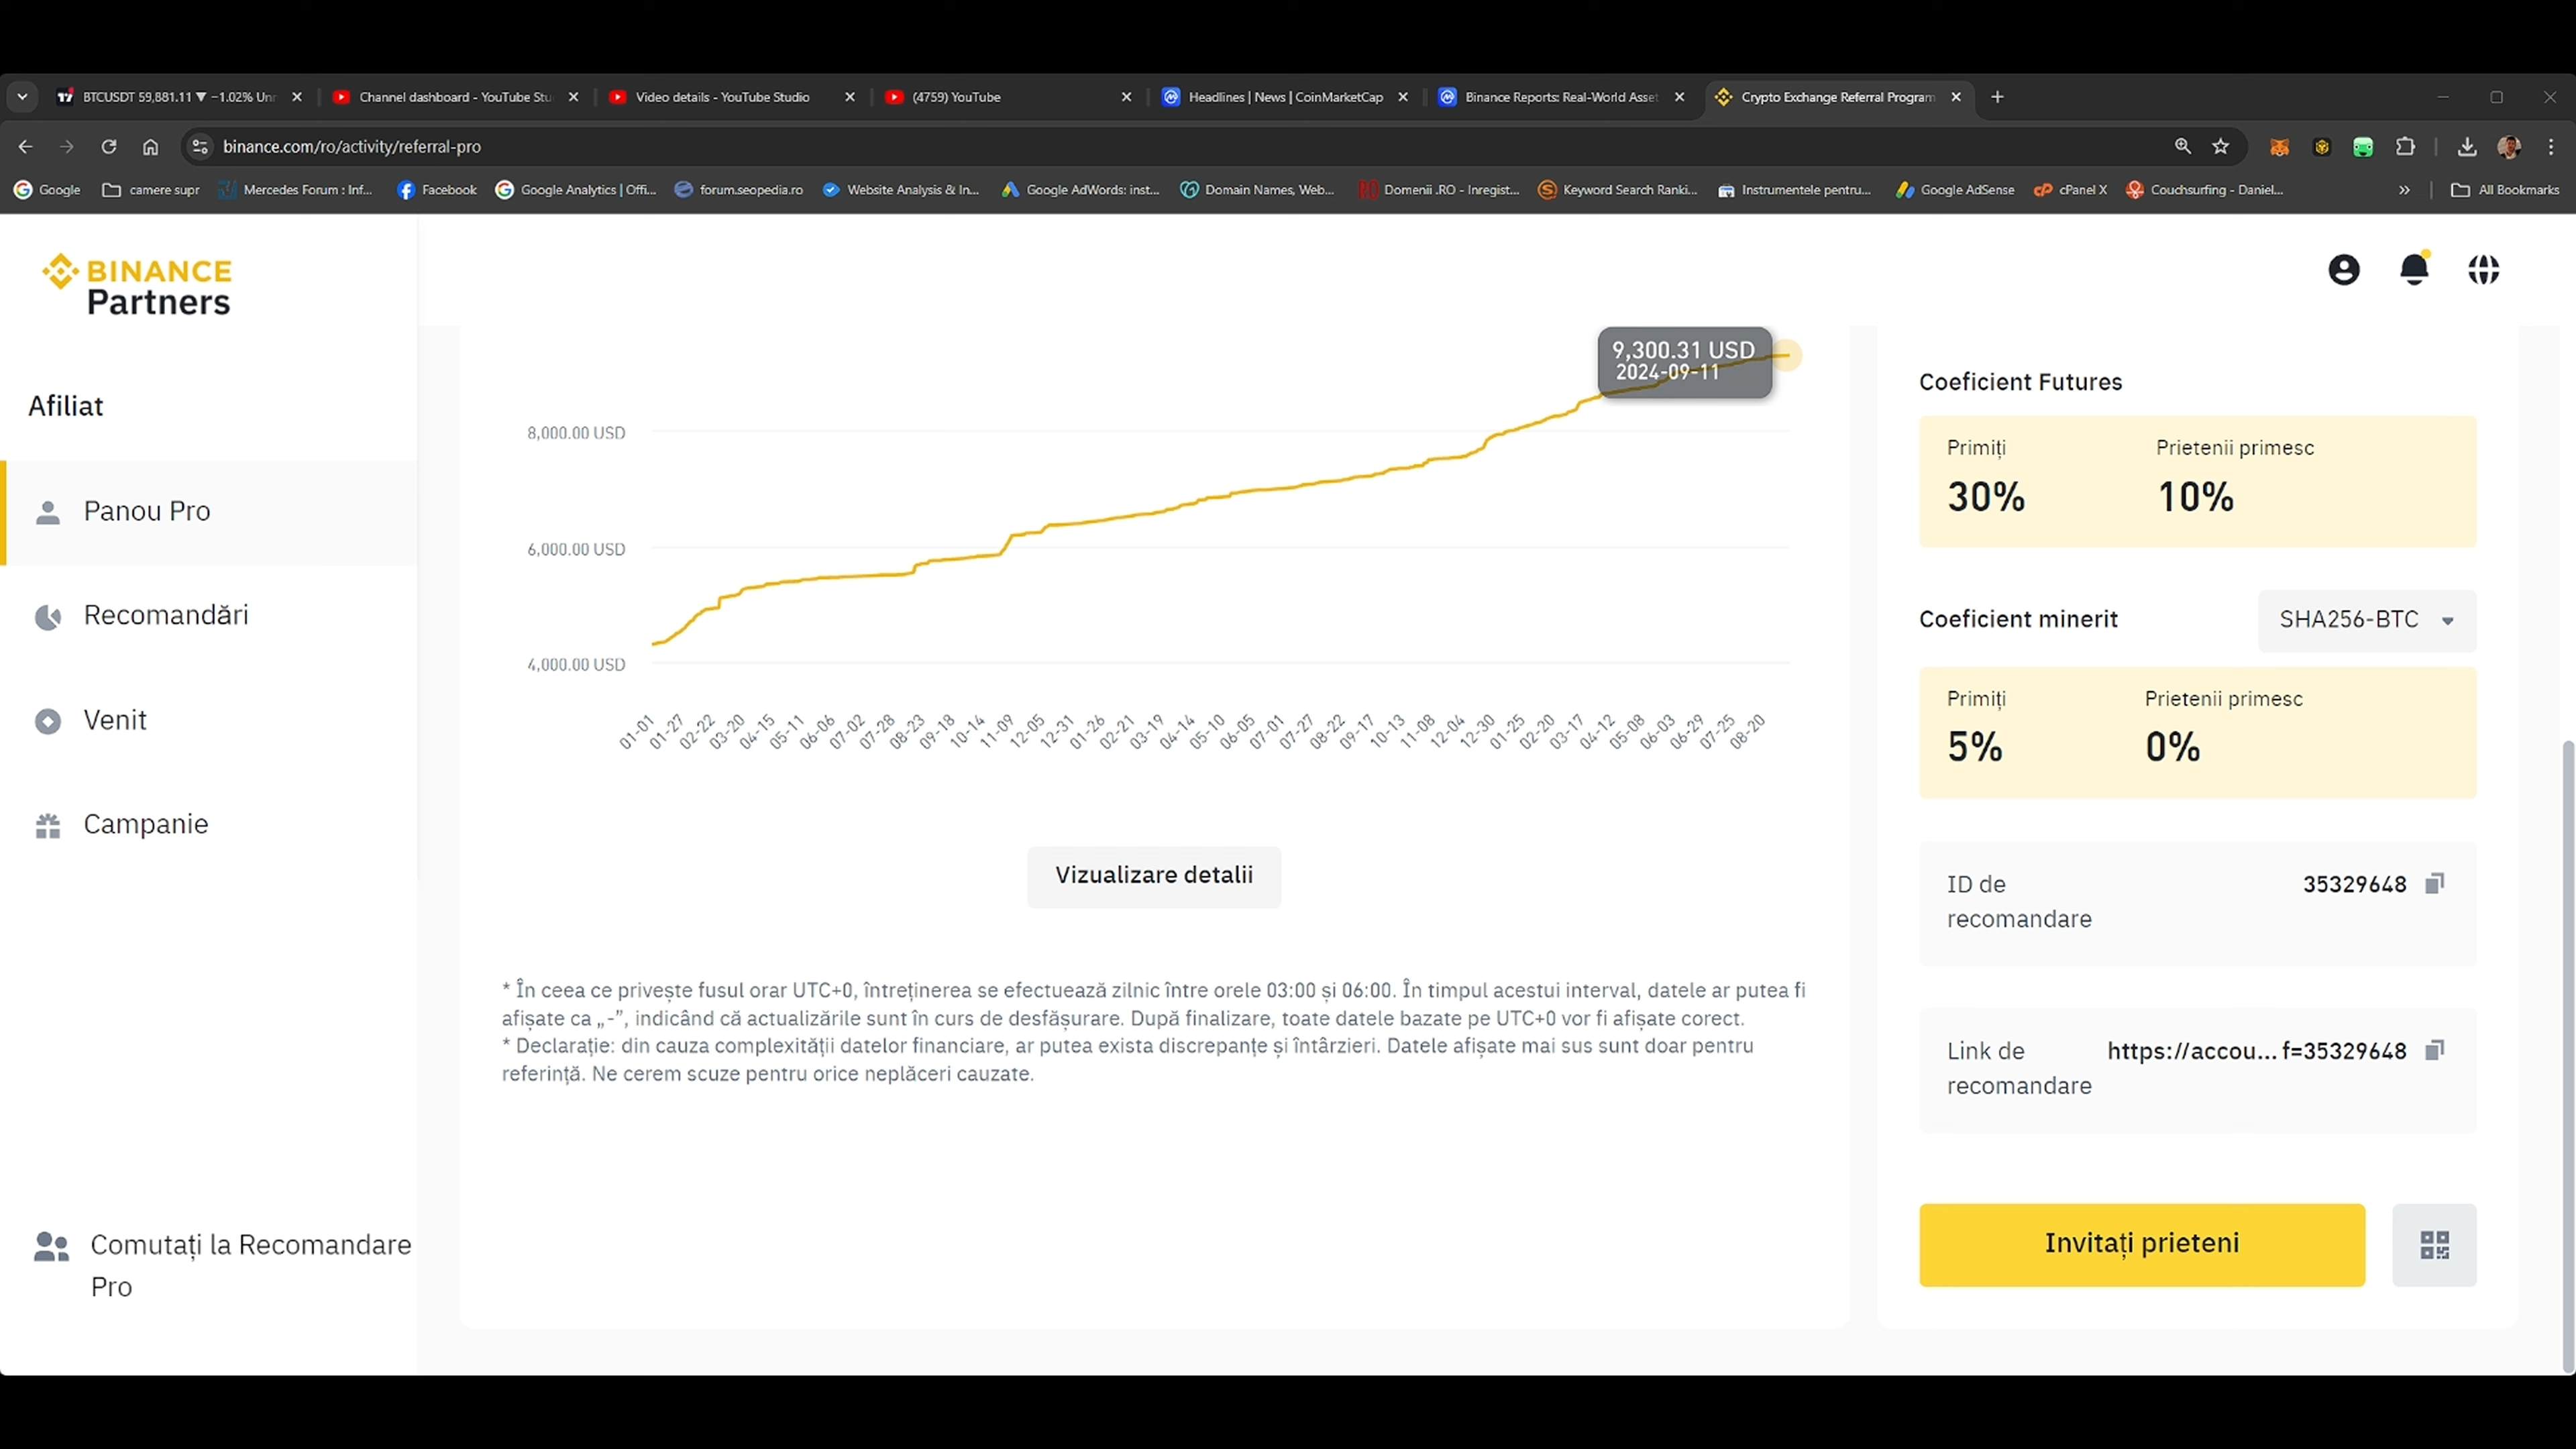 BTCUSDT 59,881.11 ▼ −1.02% Unn
Channel dashboard - YouTube Stu
Video details - YouTube Studio
(4759) YouTube
Headlines | News | CoinMarketCap
Binance Reports: Real-World Asset
Crypto Exchange Referral Program
binance.com/ro/activity/referral-pro
Google
camere supr
Mercedes Forum : Inf...
Facebook
Google Analytics | Offi...
forum.seopedia.ro
Website Analysis & In...
Google AdWords: inst...
Domain Names, Web...
Domenii .RO - Inregist...
Keyword Search Ranki...
Instrumentele pentru...
Google AdSense
cPanel X
Couchsurfing - Daniel...
All Bookmarks
BINANCE
Partners
Afiliat
Panou Pro
Recomandări
Venit
Campanie
Comutați la Recomandare
Pro
9,300.31 USD
2024-09-11
8,000.00 USD
6,000.00 USD
4,000.00 USD
01-01 01-27 02-22 03-20 04-15 05-11 06-06 07-02 07-28 08-23 09-18 10-14 11-09 12-05 12-31 01-26 02-21 03-19 04-14 05-10 06-05 07-01 07-27 08-22 09-17 10-13 11-08 12-04 12-30 01-25 02-20 03-17 04-12 05-08 06-03 06-29 07-25 08-20
Vizualizare detalii
* În ceea ce privește fusul orar UTC+0, întreținerea se efectuează zilnic între orele 03:00 și 06:00. În timpul acestui interval, datele ar putea fi
afișate ca „-”, indicând că actualizările sunt în curs de desfășurare. După finalizare, toate datele bazate pe UTC+0 vor fi afișate corect.
* Declarație: din cauza complexității datelor financiare, ar putea exista discrepanțe și întârzieri. Datele afișate mai sus sunt doar pentru
referință. Ne cerem scuze pentru orice neplăceri cauzate.
Coeficient Futures
Primiți Prietenii primesc
30% 10%
Coeficient minerit SHA256-BTC
Primiți Prietenii primesc
5% 0%
ID de 35329648
recomandare
Link de https://accou... f=35329648
recomandare
Invitați prieteni